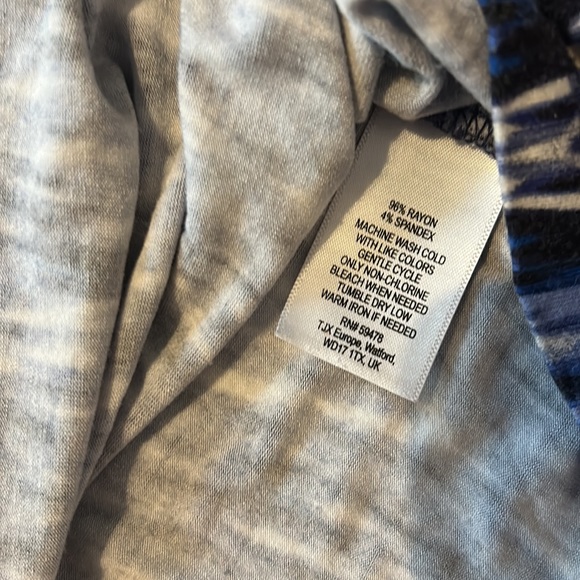 96% RAYON
4% SPANDEX
MACHINE WASH COLD
WITH LIKE COLORS
GENTLE CYCLE
ONLY NON-CHLORINE
BLEACH WHEN NEEDED
TUMBLE DRY LOW
WARM IRON IF NEEDED
RN# 59478
TJX Europe, Watford,
WD17 1TX, UK